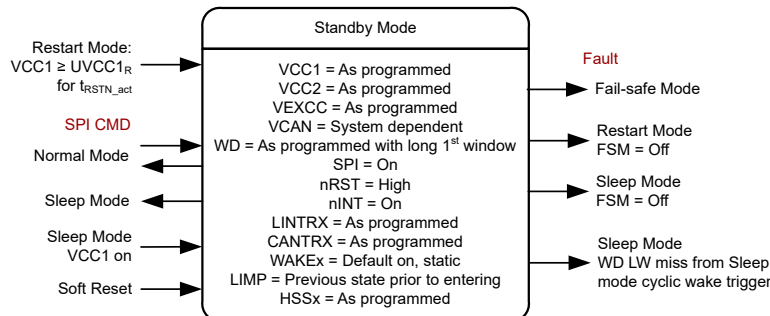 Standby Mode
Restart Mode:
VCC1 ≥ UVCC1R
for tRSTN_act
SPI CMD
Normal Mode
Sleep Mode
Sleep Mode
VCC1 on
Soft Reset
VCC1 = As programmed
VCC2 = As programmed
VEXCC = As programmed
VCAN = System dependent
WD = As programmed with long 1st window
SPI = On
nRST = High
nINT = On
LINTRX = As programmed
CANTRX = As programmed
WAKEx = Default on, static
LIMP = Previous state prior to entering
HSSx = As programmed
Fault
Fail-safe Mode
Restart Mode
FSM = Off
Sleep Mode
FSM = Off
Sleep Mode
WD LW miss from Sleep
mode cyclic wake trigger